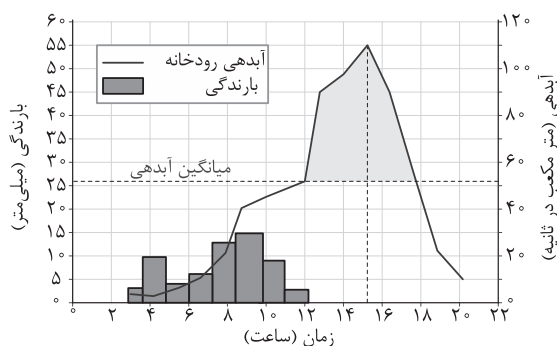 ۶۰ ۵۵ ۵۰ ۴۵ ۴۰ ۳۵ ۳۰ ۲۵ ۲۰ ۱۵ ۱۰ ۵ ۰
بارندگی (میلی‌متر)
آبدهی رودخانه
بارندگی
میانگین آبدهی
۱۲۰ ۱۰۰ ۸۰ ۶۰ ۴۰ ۲۰ ۰
آبدهی (متر مکعب در ثانیه)
۰ ۲ ۴ ۶ ۸ ۱۰ ۱۲ ۱۴ ۱۶ ۱۸ ۲۰ ۲۲
زمان (ساعت)